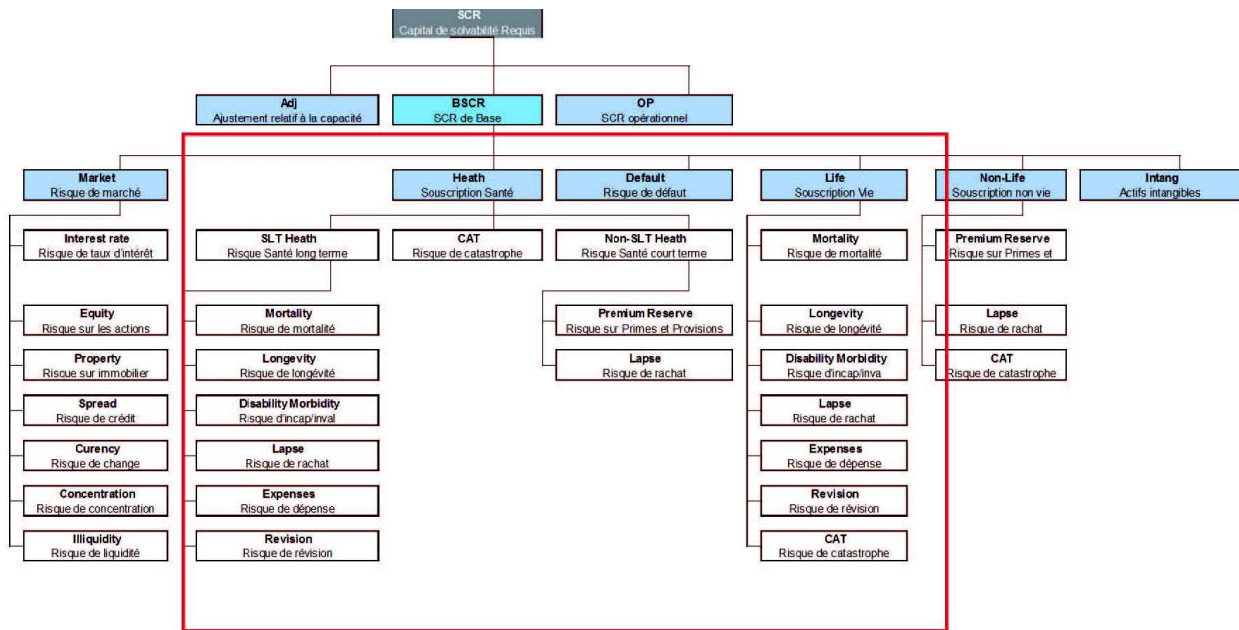 SCR
Capital de solvabilité Requis
Adj
Ajustement relatif à la capacité
BSCR
SCR de Base
OP
SCR opérationnel
Market
Risque de marché
Heath
Souscription Santé
Default
Risque de défaut
Life
Souscription Vie
Non-Life
Souscription non vie
Intang
Actifs intangibles
Interest rate
Risque de taux d'intérêt
SLT Heath
Risque Santé long terme
CAT
Risque de catastrophe
Non-SLT Heath
Risque Santé court terme
Mortality
Risque de mortalité
Premium Reserve
Risque sur Primes et
Equity
Risque sur les actions
Mortality
Risque de mortalité
Premium Reserve
Risque sur Primes et Provisions
Longevity
Risque de longévité
Lapse
Risque de rachat
Property
Risque sur immobilier
Longevity
Risque de longévité
Lapse
Risque de rachat
Disability Morbidity
Risque d'incap/inva
CAT
Risque de catastrophe
Spread
Risque de crédit
Disability Morbidity
Risque d'incap/inval
Lapse
Risque de rachat
Curency
Risque de change
Lapse
Risque de rachat
Expenses
Risque de dépense
Concentration
Risque de concentration
Expenses
Risque de dépense
Revision
Risque de révision
Illiquidity
Risque de liquidité
Revision
Risque de révision
CAT
Risque de catastrophe